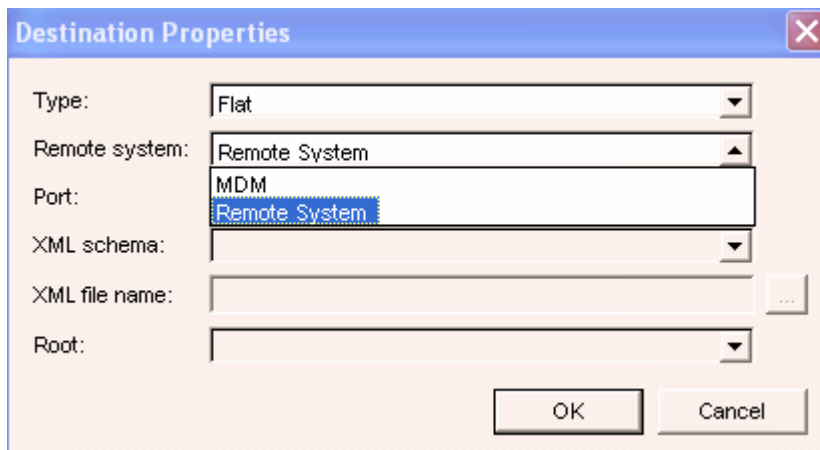 Destination Properties
Type: Flat
Remote system: Remote System
MDM
Port: Remote System
XML schema:
XML file name: ...
Root:
OK Cancel